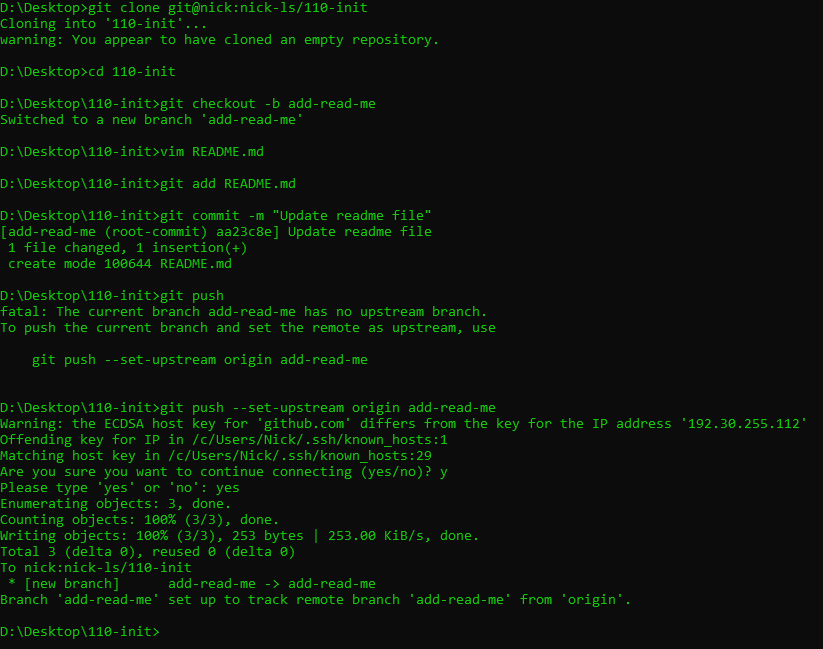 D:\Desktop>git clone git@nick:nick-ls/110-init
Cloning into '110-init'...
warning: You appear to have cloned an empty repository.
D:\Desktop>cd 110-init
D:\Desktop\110-init>git checkout -b add-read-me
Switched to a new branch 'add-read-me'
D:\Desktop\110-init>vim README.md
D:\Desktop\110-init>git add README.md
D:\Desktop\110-init>git commit -m "Update readme file"
[add-read-me (root-commit) aa23c8e] Update readme file
 1 file changed, 1 insertion(+)
 create mode 100644 README.md
D:\Desktop\110-init>git push
fatal: The current branch add-read-me has no upstream branch.
To push the current branch and set the remote as upstream, use
    git push --set-upstream origin add-read-me
D:\Desktop\110-init>git push --set-upstream origin add-read-me
Warning: the ECDSA host key for 'github.com' differs from the key for the IP address '192.30.255.112'
Offending key for IP in /c/Users/Nick/.ssh/known_hosts:1
Matching host key in /c/Users/Nick/.ssh/known_hosts:29
Are you sure you want to continue connecting (yes/no)? y
Please type 'yes' or 'no': yes
Enumerating objects: 3, done.
Counting objects: 100% (3/3), done.
Writing objects: 100% (3/3), 253 bytes | 253.00 KiB/s, done.
Total 3 (delta 0), reused 0 (delta 0)
To nick:nick-ls/110-init
 * [new branch]      add-read-me -> add-read-me
Branch 'add-read-me' set up to track remote branch 'add-read-me' from 'origin'.
D:\Desktop\110-init>